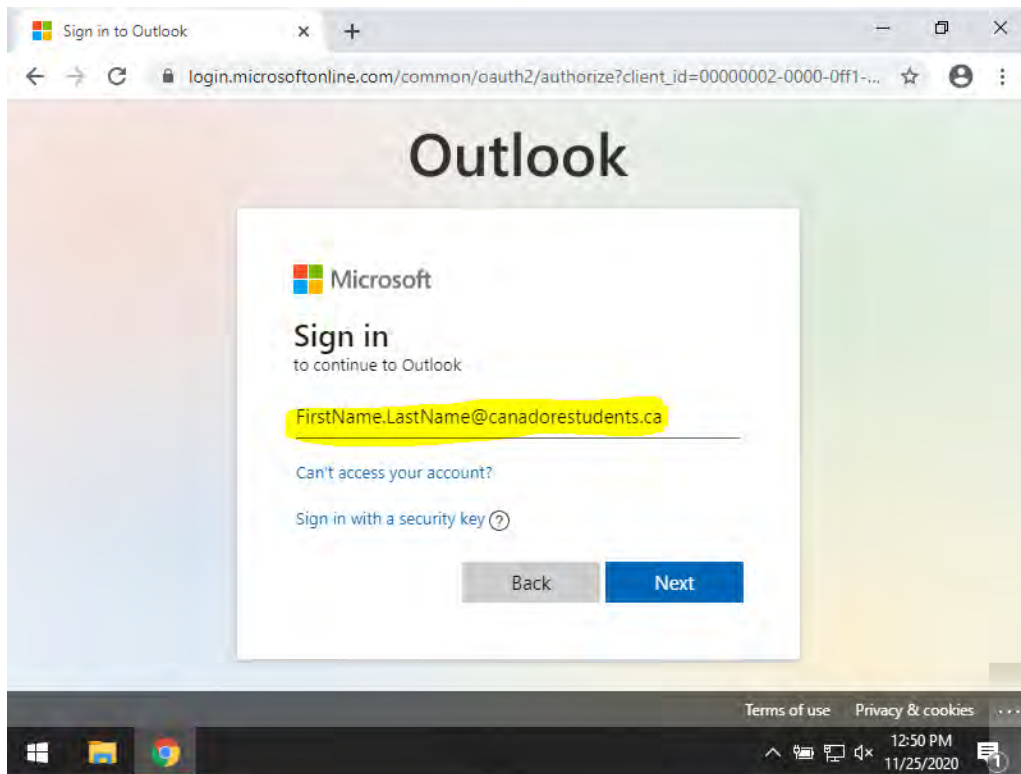 Sign in to Outlook
login.microsoftonline.com/common/oauth2/authorize?client_id=00000002-0000-0ff1-...
Outlook
Microsoft
Sign in
to continue to Outlook
FirstName.LastName@canadorestudents.ca
Can't access your account?
Sign in with a security key ?
Back Next
Terms of use Privacy & cookies ...
12:50 PM
11/25/2020 1